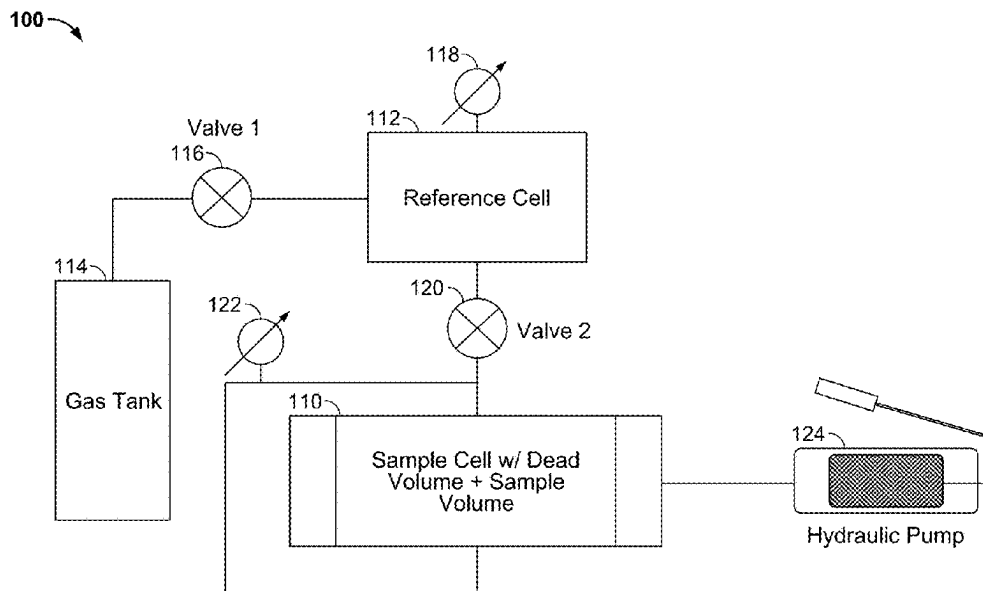 100
118
112
Valve 1
116
Reference Cell
114
122
120
Valve 2
Gas Tank
110
Sample Cell w/ Dead
Volume + Sample
Volume
124
Hydraulic Pump